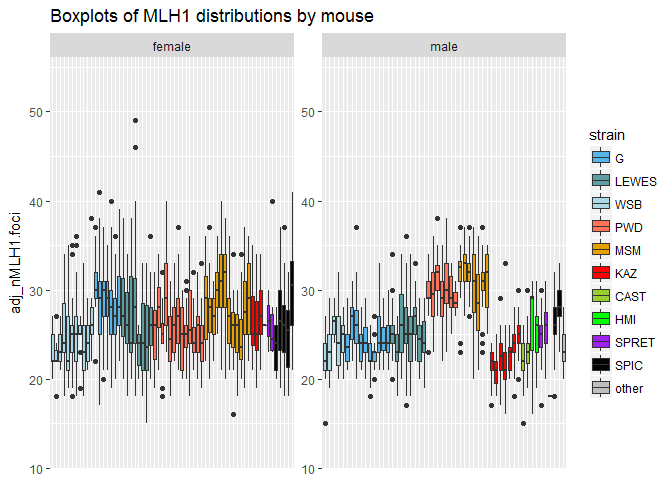 Boxplots of MLH1 distributions by mouse
female
male
adj_nMLH1.foci
50
40
30
20
10
50
40
30
20
10
strain
G
LEWES
WSB
PWD
MSM
KAZ
CAST
HMI
SPRET
SPIC
other